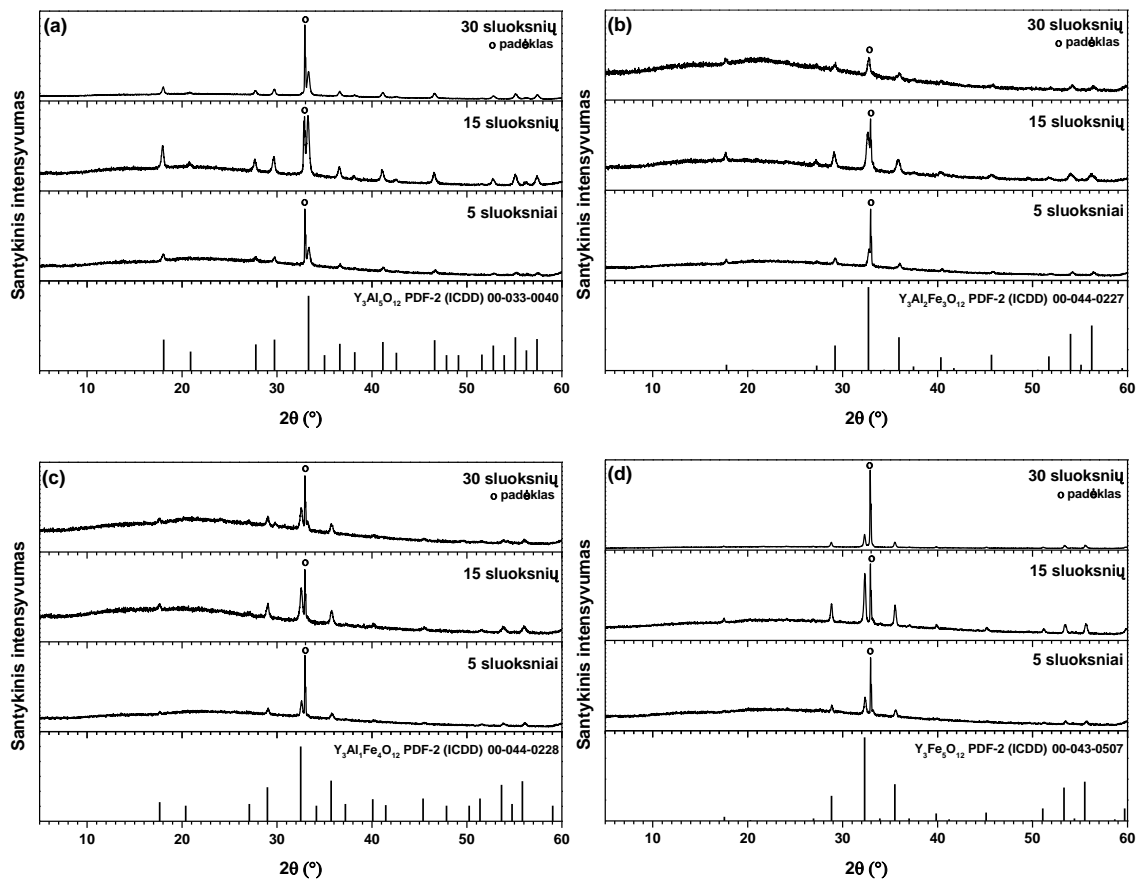 (a)
30 sluoksnių
o padėklas
15 sluoksnių
5 sluoksniai
Y₃Al₅O₁₂ PDF-2 (ICDD) 00-033-0040
Santykinis intensyvumas
10 20 30 40 50 60
2θ (°)
(b)
30 sluoksnių
o padėklas
15 sluoksnių
5 sluoksniai
Y₃Al₂Fe₃O₁₂ PDF-2 (ICDD) 00-044-0227
Santykinis intensyvumas
10 20 30 40 50 60
2θ (°)
(c)
30 sluoksnių
o padėklas
15 sluoksnių
5 sluoksniai
Y₃Al₁Fe₄O₁₂ PDF-2 (ICDD) 00-044-0228
Santykinis intensyvumas
10 20 30 40 50 60
2θ (°)
(d)
30 sluoksnių
o padėklas
15 sluoksnių
5 sluoksniai
Y₃Fe₅O₁₂ PDF-2 (ICDD) 00-043-0507
Santykinis intensyvumas
10 20 30 40 50 60
2θ (°)